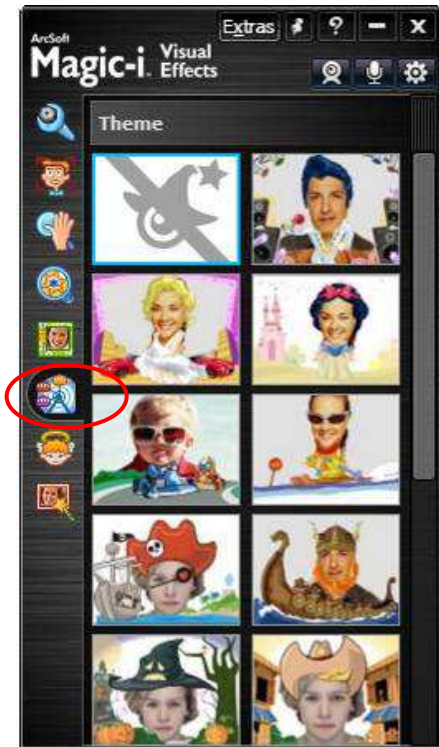 Extras ? – x
ArcSoft
Magic-i. Visual Effects
Theme